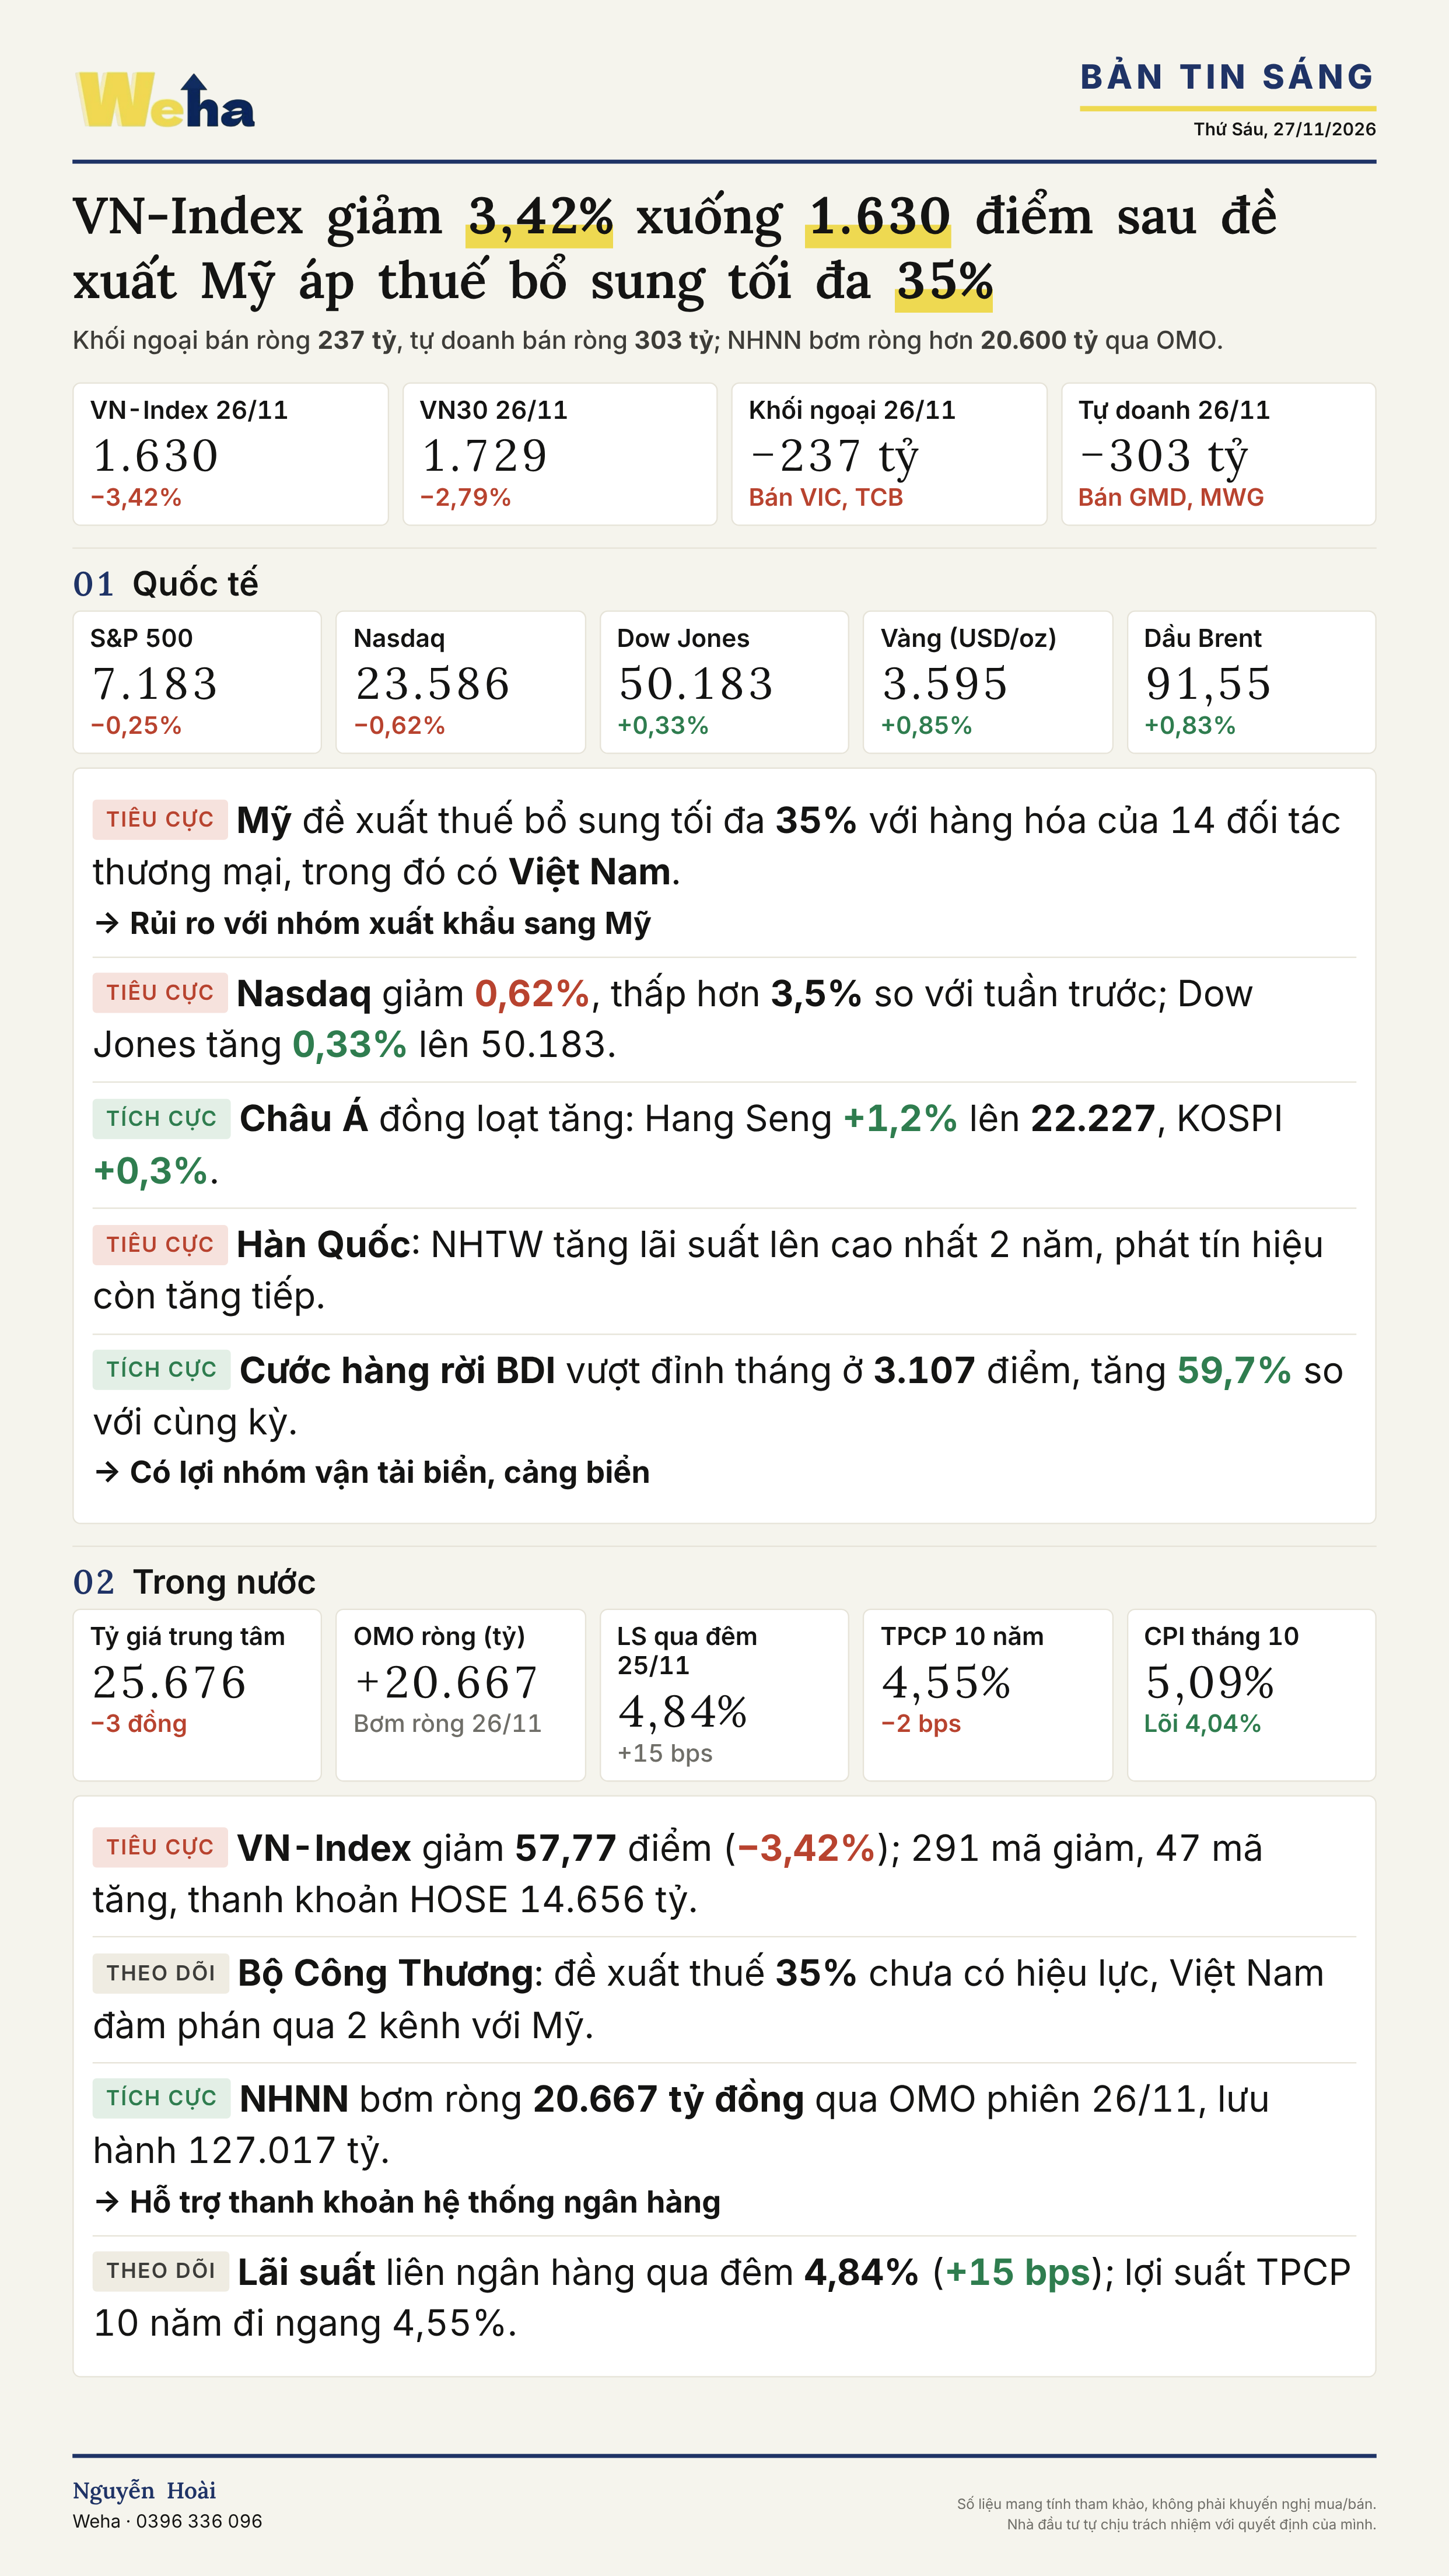 Weha
BẢN TIN SÁNG
Thứ Sáu, 27/11/2026
VN-Index giảm 3,42% xuống 1.630 điểm sau đề
xuất Mỹ áp thuế bổ sung tối đa 35%
Khối ngoại bán ròng 237 tỷ, tự doanh bán ròng 303 tỷ; NHNN bơm ròng hơn 20.600 tỷ qua OMO.
VN-Index 26/11
1.630
−3,42%
VN30 26/11
1.729
−2,79%
Khối ngoại 26/11
−237 tỷ
Bán VIC, TCB
Tự doanh 26/11
−303 tỷ
Bán GMD, MWG
01 Quốc tế
S&P 500
7.183
−0,25%
Nasdaq
23.586
−0,62%
Dow Jones
50.183
+0,33%
Vàng (USD/oz)
3.595
+0,85%
Dầu Brent
91,55
+0,83%
TIÊU CỰC Mỹ đề xuất thuế bổ sung tối đa 35% với hàng hóa của 14 đối tác
thương mại, trong đó có Việt Nam.
→ Rủi ro với nhóm xuất khẩu sang Mỹ
TIÊU CỰC Nasdaq giảm 0,62%, thấp hơn 3,5% so với tuần trước; Dow
Jones tăng 0,33% lên 50.183.
TÍCH CỰC Châu Á đồng loạt tăng: Hang Seng +1,2% lên 22.227, KOSPI
+0,3%.
TIÊU CỰC Hàn Quốc: NHTW tăng lãi suất lên cao nhất 2 năm, phát tín hiệu
còn tăng tiếp.
TÍCH CỰC Cước hàng rời BDI vượt đỉnh tháng ở 3.107 điểm, tăng 59,7% so
với cùng kỳ.
→ Có lợi nhóm vận tải biển, cảng biển
02 Trong nước
Tỷ giá trung tâm
25.676
−3 đồng
OMO ròng (tỷ)
+20.667
Bơm ròng 26/11
LS qua đêm
25/11
4,84%
+15 bps
TPCP 10 năm
4,55%
−2 bps
CPI tháng 10
5,09%
Lõi 4,04%
TIÊU CỰC VN-Index giảm 57,77 điểm (−3,42%); 291 mã giảm, 47 mã
tăng, thanh khoản HOSE 14.656 tỷ.
THEO DÕI Bộ Công Thương: đề xuất thuế 35% chưa có hiệu lực, Việt Nam
đàm phán qua 2 kênh với Mỹ.
TÍCH CỰC NHNN bơm ròng 20.667 tỷ đồng qua OMO phiên 26/11, lưu
hành 127.017 tỷ.
→ Hỗ trợ thanh khoản hệ thống ngân hàng
THEO DÕI Lãi suất liên ngân hàng qua đêm 4,84% (+15 bps); lợi suất TPCP
10 năm đi ngang 4,55%.
Nguyễn Hoài
Weha · 0396 336 096
Số liệu mang tính tham khảo, không phải khuyến nghị mua/bán.
Nhà đầu tư tự chịu trách nhiệm với quyết định của mình.